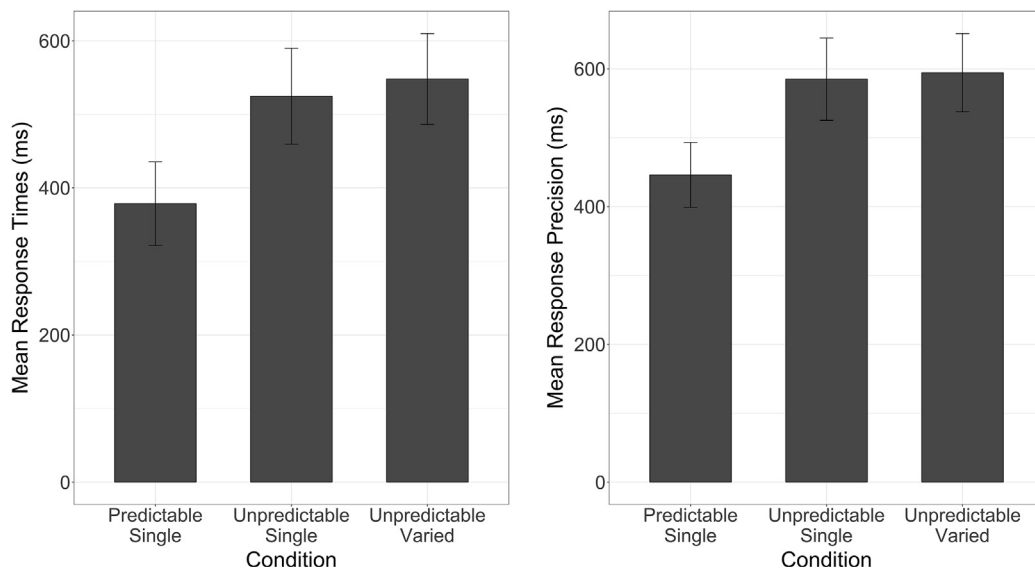 Mean Response Times (ms)
600
400
200
0
Predictable
Single
Unpredictable
Single
Unpredictable
Varied
Condition
Mean Response Precision (ms)
600
400
200
0
Predictable
Single
Unpredictable
Single
Unpredictable
Varied
Condition